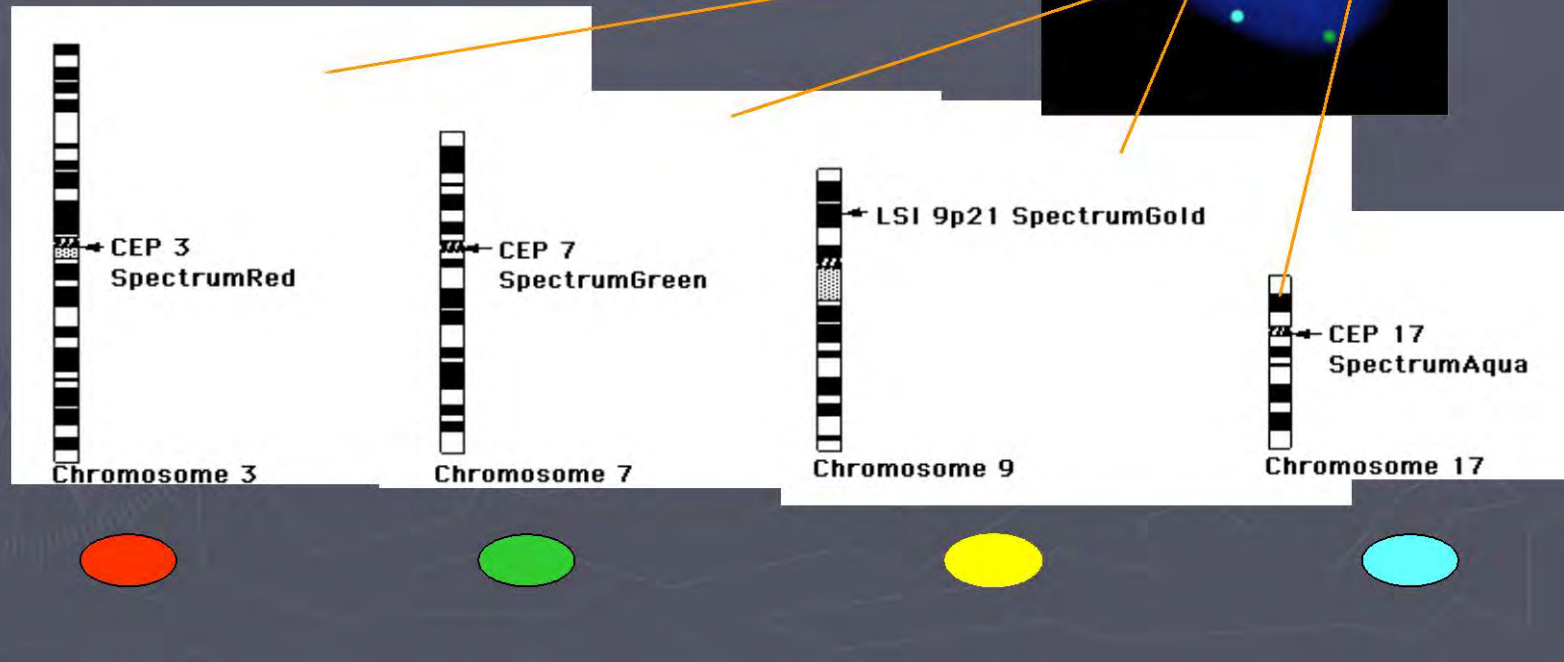 CEP 3
SpectrumRed
Chromosome 3
CEP 7
SpectrumGreen
Chromosome 7
LSI 9p21 SpectrumGold
Chromosome 9
CEP 17
SpectrumAqua
Chromosome 17